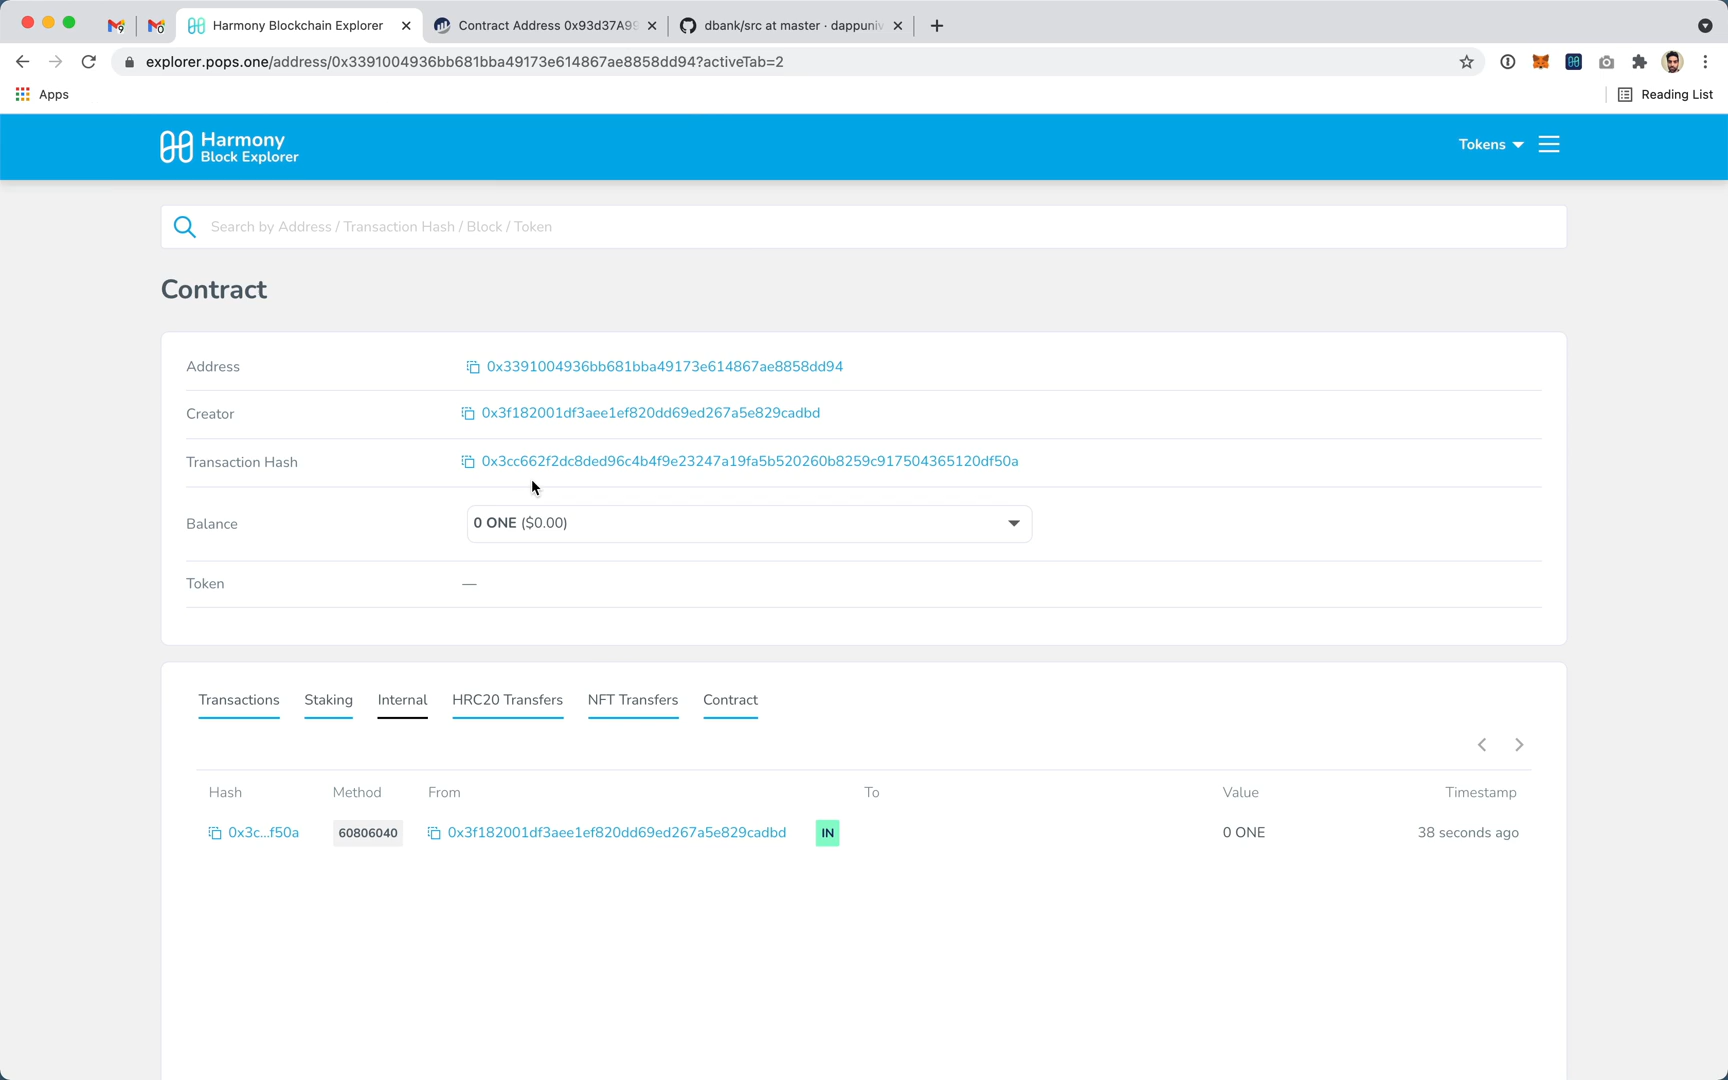 Harmony Blockchain Explorer
Contract Address 0x93d37A99
dbank/src at master · dappuniv
explorer.pops.one/address/0x3391004936bb681bba49173e614867ae8858dd94?activeTab=2
Apps
Reading List
Harmony
Block Explorer
Tokens
Search by Address / Transaction Hash / Block / Token
Contract
Address 0x3391004936bb681bba49173e614867ae8858dd94
Creator 0x3f182001df3aee1ef820dd69ed267a5e829cadbd
Transaction Hash 0x3cc662f2dc8ded96c4b4f9e23247a19fa5b520260b8259c917504365120df50a
Balance 0 ONE ($0.00)
Token —
Transactions Staking Internal HRC20 Transfers NFT Transfers Contract
Hash Method From To Value Timestamp
0x3c...f50a 60806040 0x3f182001df3aee1ef820dd69ed267a5e829cadbd IN 0 ONE 38 seconds ago